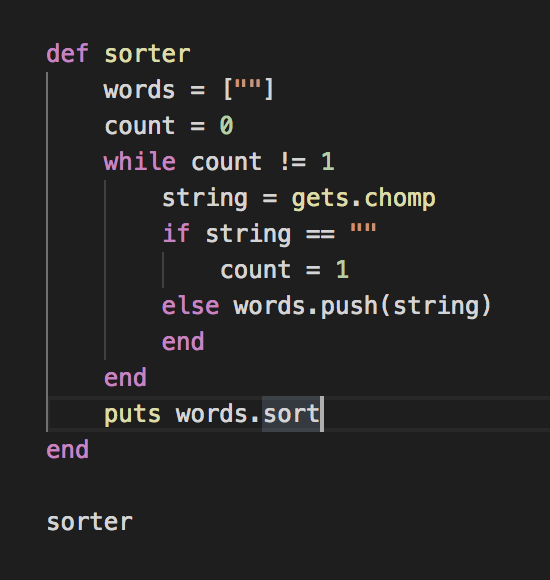 def sorter
    words = [""]
    count = 0
    while count != 1
        string = gets.chomp
        if string == ""
            count = 1
        else words.push(string)
        end
    end
    puts words.sort
end

sorter